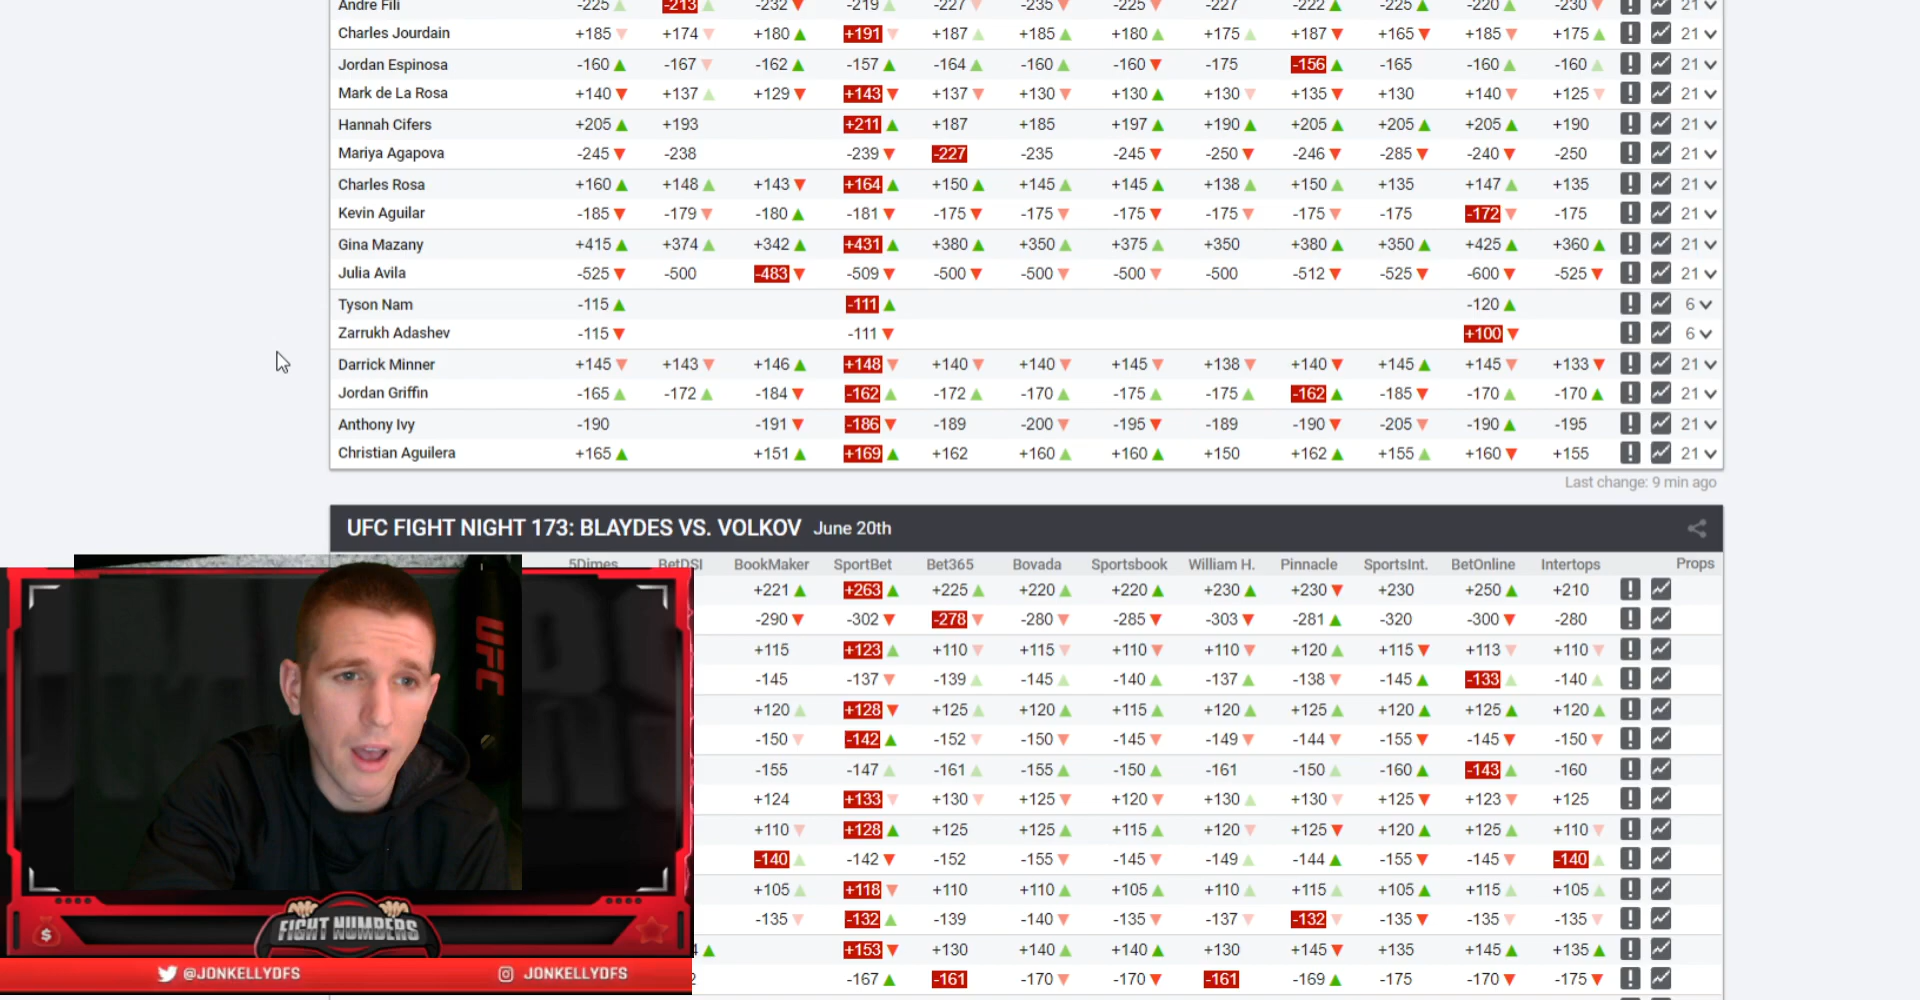 Andre Fili -225 -213 -232 -219 -227 -235 -225 -227 -222 -225 -220 -230 21
Charles Jourdain +185 +174 +180 +191 +187 +185 +180 +175 +187 +165 +185 +175 21
Jordan Espinosa -160 -167 -162 -157 -164 -160 -160 -175 -156 -165 -160 -160 21
Mark de La Rosa +140 +137 +129 +143 +137 +130 +130 +130 +135 +130 +140 +125 21
Hannah Cifers +205 +193 +211 +187 +185 +197 +190 +205 +205 +205 +190 21
Mariya Agapova -245 -238 -239 -227 -235 -245 -250 -246 -285 -240 -250 21
Charles Rosa +160 +148 +143 +164 +150 +145 +145 +138 +150 +135 +147 +135 21
Kevin Aguilar -185 -179 -180 -181 -175 -175 -175 -175 -175 -175 -172 -175 21
Gina Mazany +415 +374 +342 +431 +380 +350 +375 +350 +380 +350 +425 +360 21
Julia Avila -525 -500 -483 -509 -500 -500 -500 -500 -512 -525 -600 -525 21
Tyson Nam -115 -111 -120 6
Zarrukh Adashev -115 -111 +100 6
Darrick Minner +145 +143 +146 +148 +140 +140 +145 +138 +140 +145 +145 +133 21
Jordan Griffin -165 -172 -184 -162 -172 -170 -175 -175 -162 -185 -170 -170 21
Anthony Ivy -190 -191 -186 -189 -200 -195 -189 -190 -205 -190 -195 21
Christian Aguilera +165 +151 +169 +162 +160 +160 +150 +162 +155 +160 +155 21
Last change: 9 min ago
UFC FIGHT NIGHT 173: BLAYDES VS. VOLKOV June 20th
5Dimes BetDSI BookMaker SportBet Bet365 Bovada Sportsbook William H. Pinnacle SportsInt. BetOnline Intertops Props
+221 +263 +225 +220 +220 +230 +230 +230 +250 +210
-290 -302 -278 -280 -285 -303 -281 -320 -300 -280
+115 +123 +110 +115 +110 +110 +120 +115 +113 +110
-145 -137 -139 -145 -140 -137 -138 -145 -133 -140
+120 +128 +125 +120 +115 +120 +125 +120 +125 +120
-150 -142 -152 -150 -145 -149 -144 -155 -145 -150
-155 -147 -161 -155 -150 -161 -150 -160 -143 -160
+124 +133 +130 +125 +120 +130 +130 +125 +123 +125
+110 +128 +125 +125 +115 +120 +125 +120 +125 +110
-140 -142 -152 -155 -145 -149 -144 -155 -145 -140
+105 +118 +110 +110 +105 +110 +115 +105 +115 +105
-135 -132 -139 -140 -135 -137 -132 -135 -135 -135
+153 +130 +140 +140 +130 +145 +135 +145 +135
-167 -161 -170 -170 -161 -169 -175 -170 -175
UFC
FIGHT NUMBERS
@JONKELLYDFS JONKELLYDFS